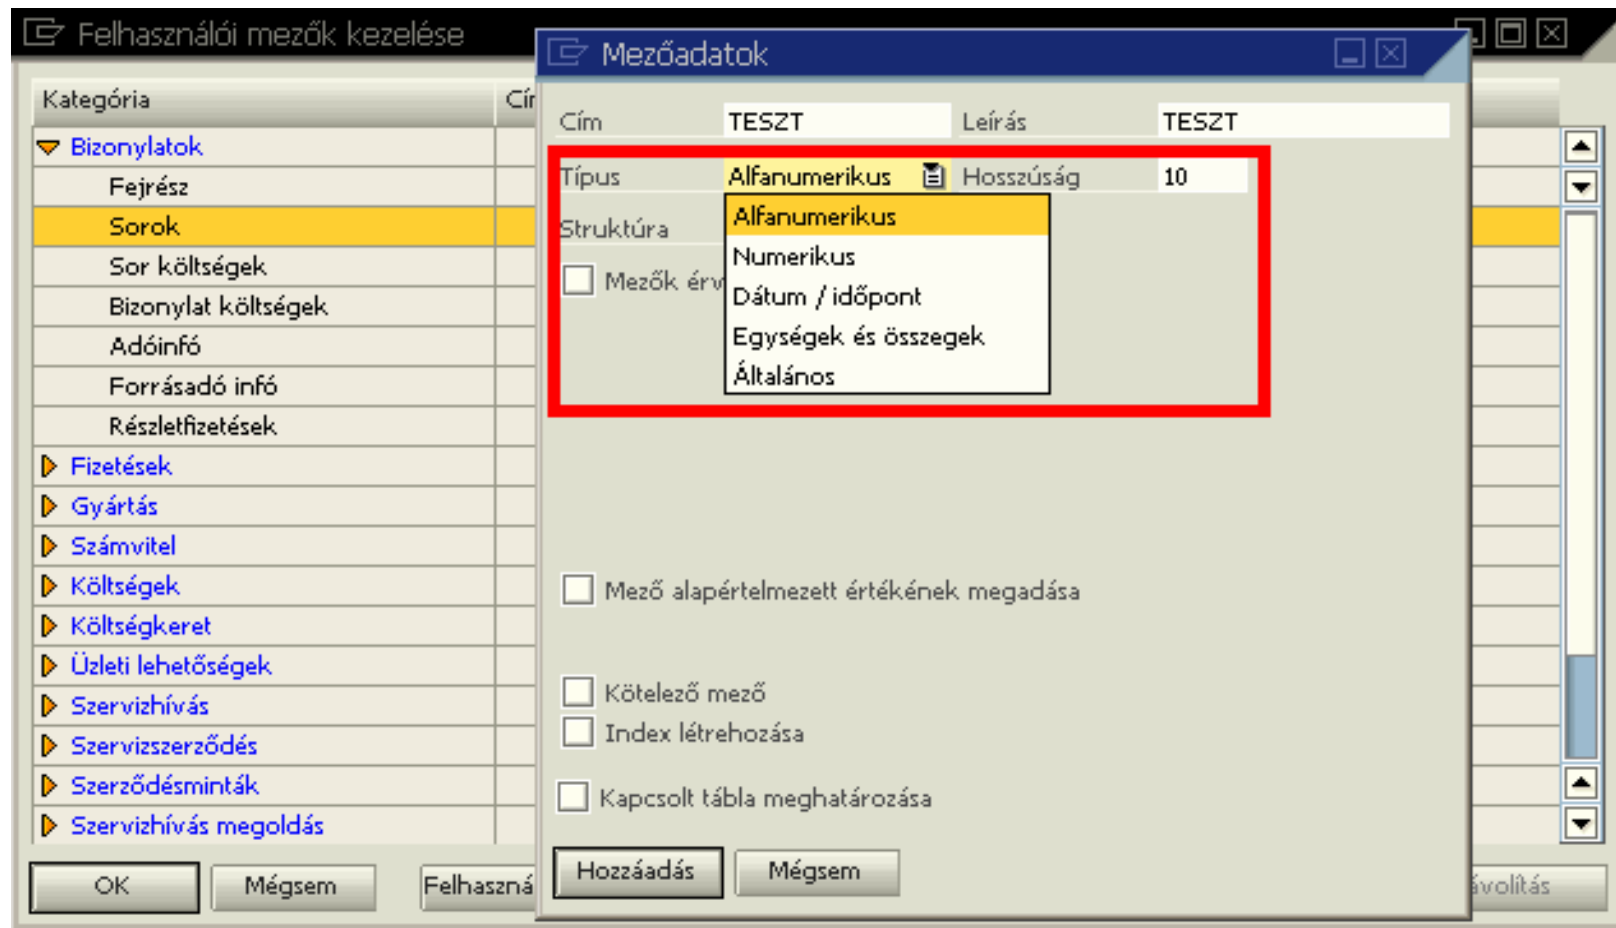 Felhasználói mezők kezelése
Kategória
Bizonylatok
Fejrész
Sorok
Sor költségek
Bizonylat költségek
Adóinfó
Forrásadó infó
Részletfizetések
Fizetések
Gyártás
Számvitel
Költségek
Költségkeret
Üzleti lehetőségek
Szervizhívás
Szervizszerződés
Szerződésminták
Szervizhívás megoldás
OK Mégsem
Mezőadatok
Cím TESZT Leírás TESZT
Típus Alfanumerikus Hosszúság 10
Struktúra
Alfanumerikus
Numerikus
Dátum / időpont
Egységek és összegek
Általános
Mezők
Mező alapértelmezett értékének megadása
Kötelező mező
Index létrehozása
Kapcsolt tábla meghatározása
Hozzáadás Mégsem